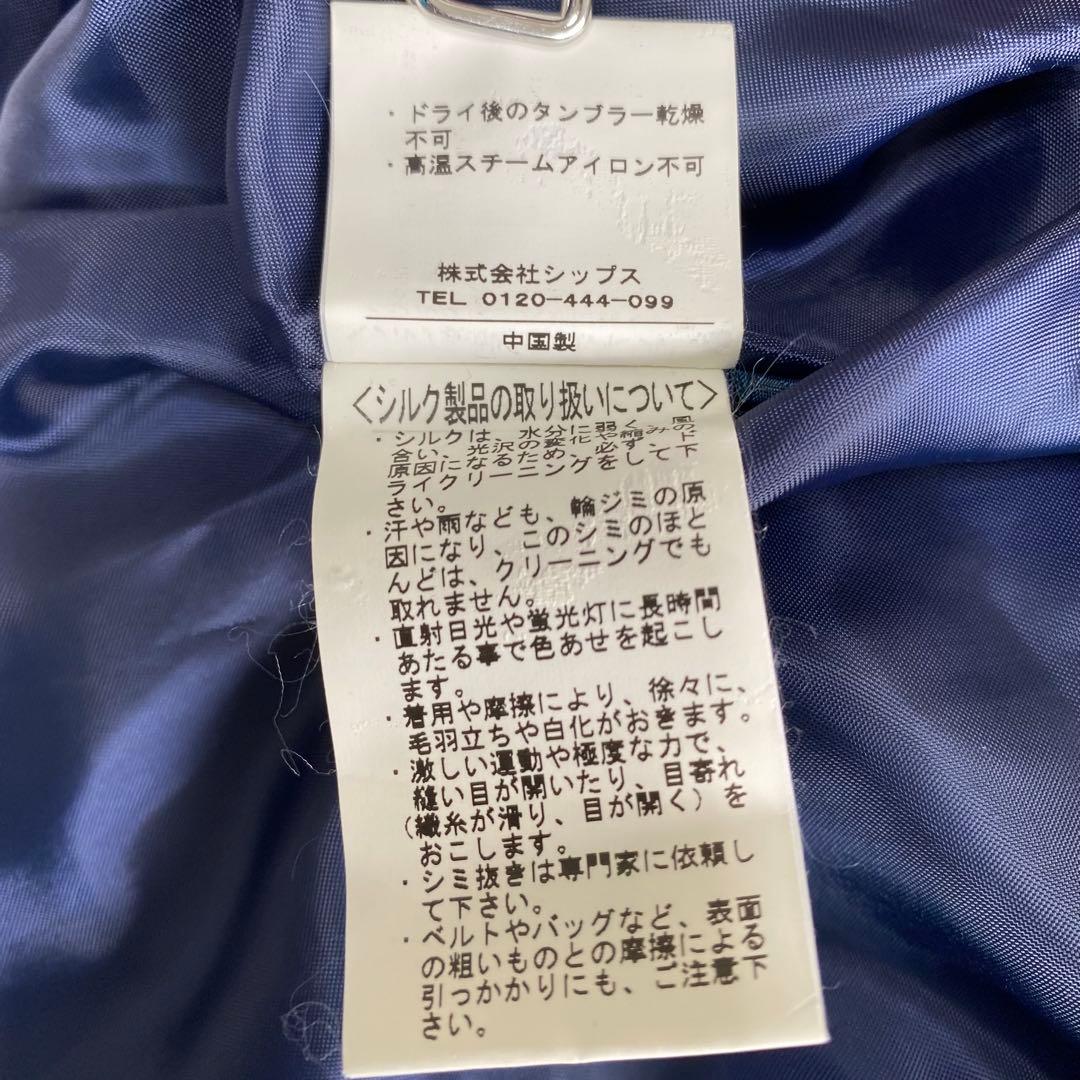 ・ドライ後のタンブラー乾燥
不可
・高温スチームアイロン不可
株式会社シップス
TEL 0120-444-099
中国製
<シルク製品の取り扱いについて>
・シルクは、水分に弱く縮みの、
合い、光沢の変化や必ず、ド
原因になるため、をして下
ライクリーニング
さい。
・汗や雨なども、輪ジミの原
因になり、このシミのほと
んどは、クリーニングでも
取れません。
・直射日光や蛍光灯に長時間
あたる事で色あせを起こし
ます。
・着用や摩擦により、徐々に、
毛羽立ちや白化がおきます。
・激しい運動や極度な力で、
縫い目が開いたり、目寄れ
(織糸が滑り、目が開く)を
おこします。
・シミ抜きは専門家に依頼し
て下さい。
・ベルトやバッグなど、表面
の粗いものとの摩擦による
引っかかりにも、ご注意下
さい。